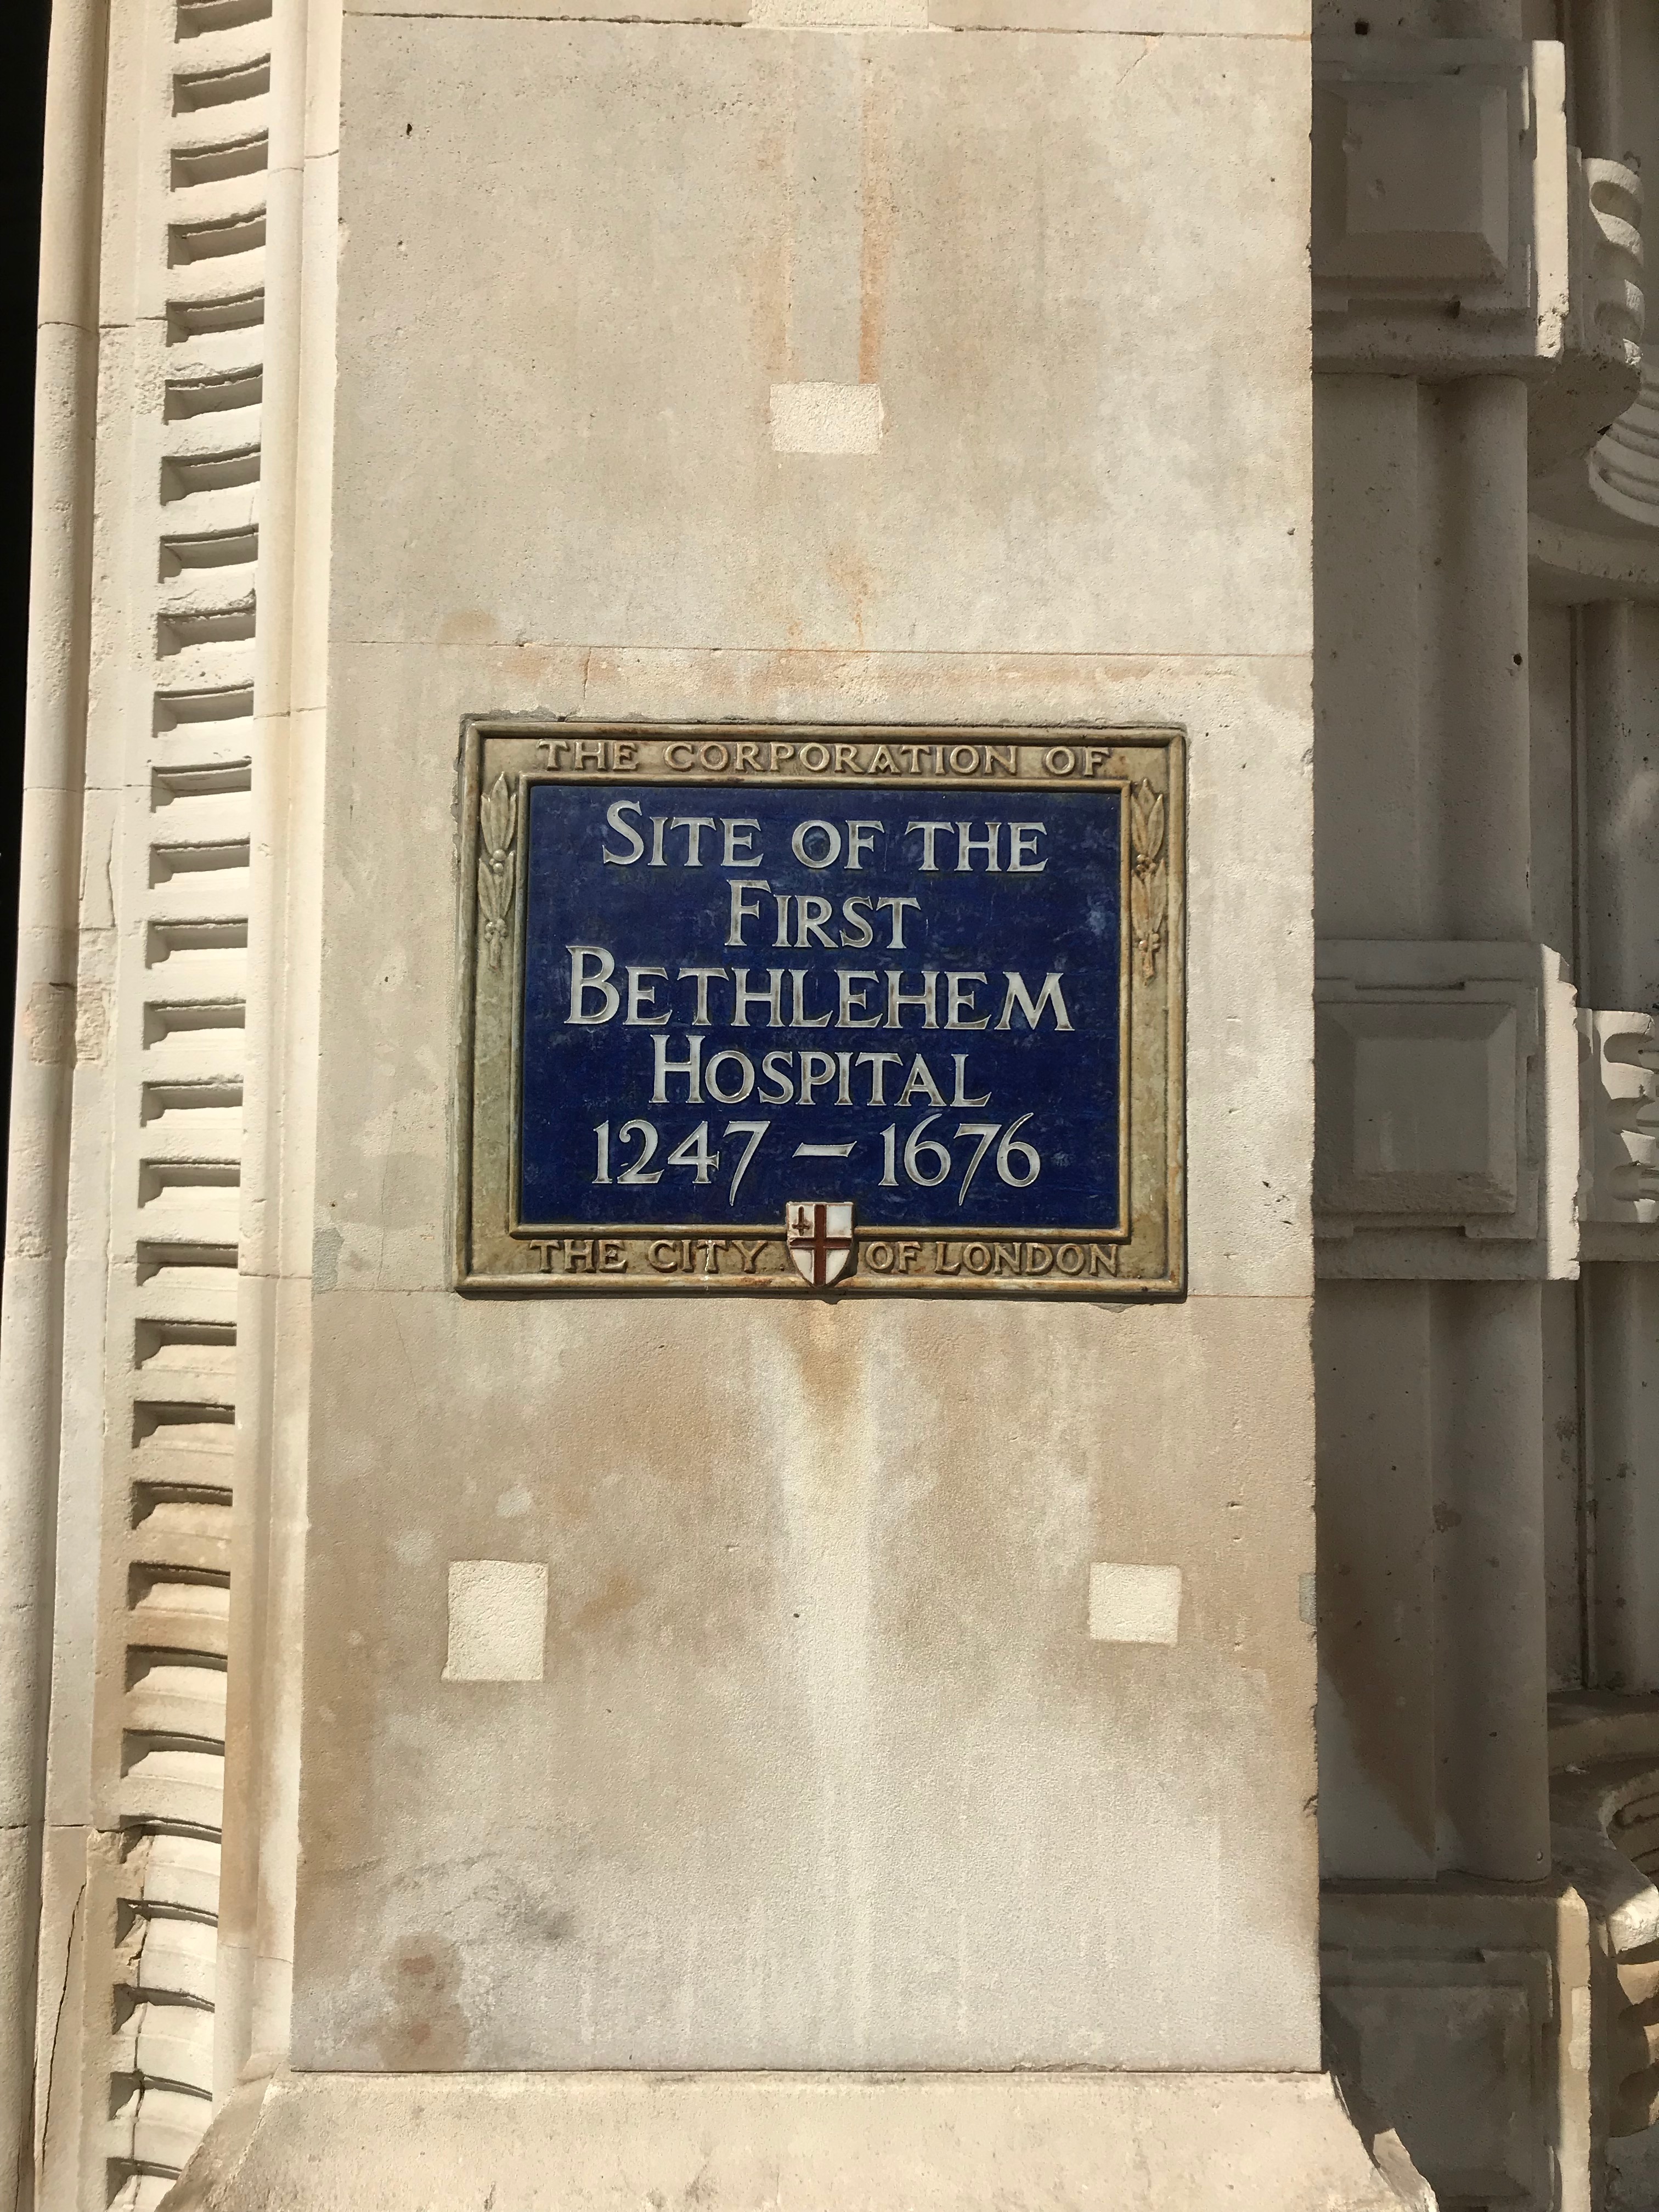 THE CORPORATION OF
SITE OF THE
FIRST
BETHLEHEM
HOSPITAL
1247 – 1676
THE CITY OF LONDON